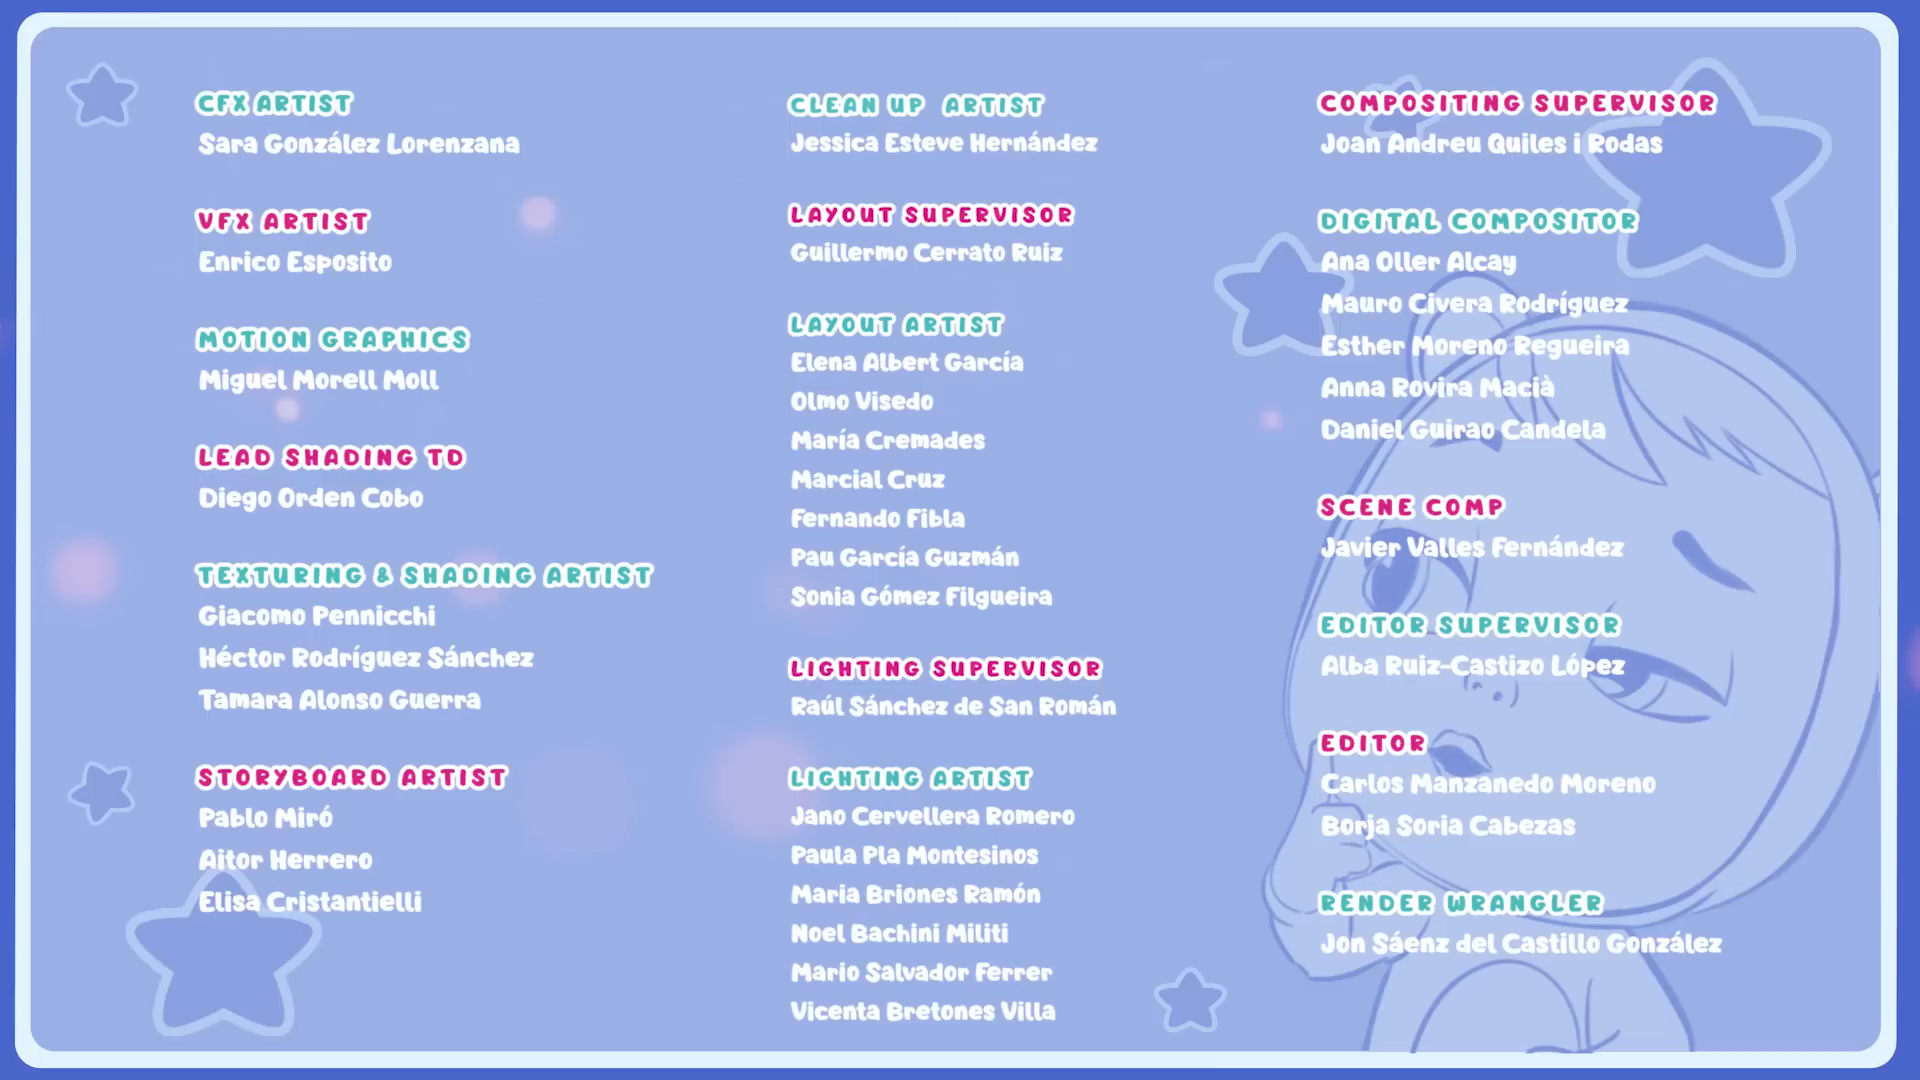 CFX ARTIST
Sara González Lorenzana
VFX ARTIST
Enrico Esposito
MOTION GRAPHICS
Miguel Morell Moll
LEAD SHADING TD
Diego Orden Cobo
TEXTURING & SHADING ARTIST
Giacomo Pennicchi
Héctor Rodríguez Sánchez
Tamara Alonso Guerra
STORYBOARD ARTIST
Pablo Miró
Aitor Herrero
Elisa Cristantielli
CLEAN UP ARTIST
Jessica Esteve Hernández
LAYOUT SUPERVISOR
Guillermo Cerrato Ruiz
LAYOUT ARTIST
Elena Albert García
Olmo Visedo
María Cremades
Marcial Cruz
Fernando Fibla
Pau García Guzmán
Sonia Gómez Filgueira
LIGHTING SUPERVISOR
Raúl Sánchez de San Román
LIGHTING ARTIST
Jano Cervellera Romero
Paula Pla Montesinos
Maria Briones Ramón
Noel Bachini Militi
Mario Salvador Ferrer
Vicenta Bretones Villa
COMPOSITING SUPERVISOR
Joan Andreu Quiles i Rodas
DIGITAL COMPOSITOR
Ana Oller Alcay
Mauro Civera Rodríguez
Esther Moreno Regueira
Anna Rovira Macià
Daniel Guirao Candela
SCENE COMP
Javier Valles Fernández
EDITOR SUPERVISOR
Alba Ruiz-Castizo López
EDITOR
Carlos Manzanedo Moreno
Borja Soria Cabezas
RENDER WRANGLER
Jon Sáenz del Castillo González